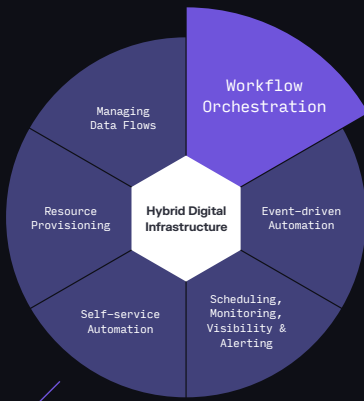 Workflow
Orchestration
Managing
Data Flows
Hybrid Digital
Infrastructure
Resource
Provisioning
Event-driven
Automation
Self-service
Automation
Scheduling,
Monitoring,
Visibility &
Alerting